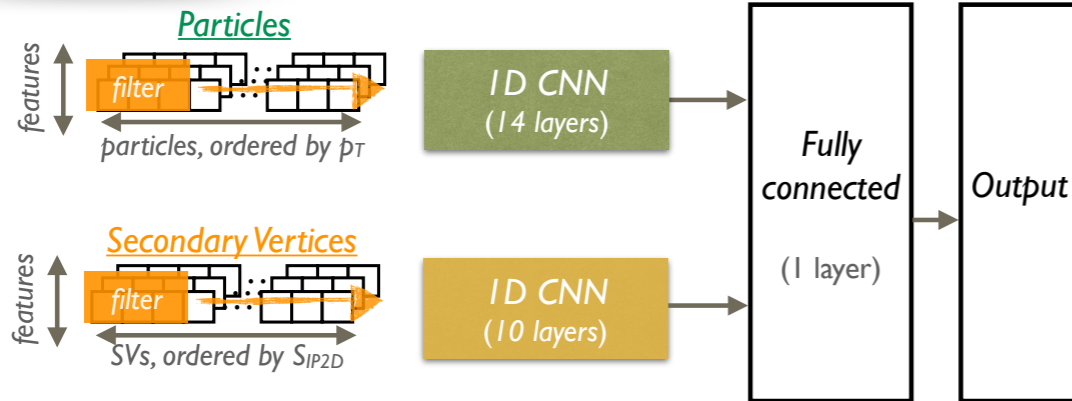 Particles
features
filter
particles, ordered by pT
1D CNN
(14 layers)
Secondary Vertices
features
filter
SVs, ordered by SIP2D
1D CNN
(10 layers)
Fully
connected
(1 layer)
Output